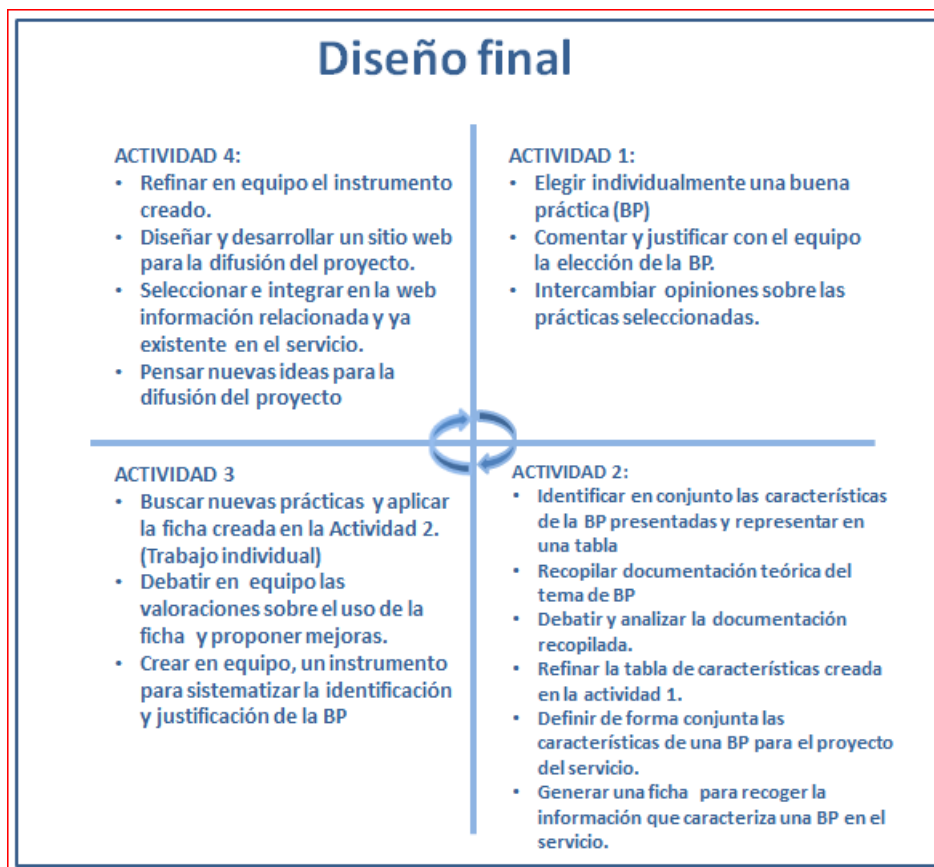 Diseño final
ACTIVIDAD 4:
• Refinar en equipo el instrumento
creado.
• Diseñar y desarrollar un sitio web
para la difusión del proyecto.
• Seleccionar e integrar en la web
información relacionada y ya
existente en el servicio.
• Pensar nuevas ideas para la
difusión del proyecto
ACTIVIDAD 1:
• Elegir individualmente una buena
práctica (BP)
• Comentar y justificar con el equipo
la elección de la BP.
• Intercambiar opiniones sobre las
prácticas seleccionadas.
ACTIVIDAD 3
• Buscar nuevas prácticas y aplicar
la ficha creada en la Actividad 2.
(Trabajo individual)
• Debatir en equipo las
valoraciones sobre el uso de la
ficha y proponer mejoras.
• Crear en equipo, un instrumento
para sistematizar la identificación
y justificación de la BP
ACTIVIDAD 2:
• Identificar en conjunto las características
de la BP presentadas y representar en
una tabla
• Recopilar documentación teórica del
tema de BP
• Debatir y analizar la documentación
recopilada.
• Refinar la tabla de características creada
en la actividad 1.
• Definir de forma conjunta las
características de una BP para el proyecto
del servicio.
• Generar una ficha para recoger la
información que caracteriza una BP en el
servicio.